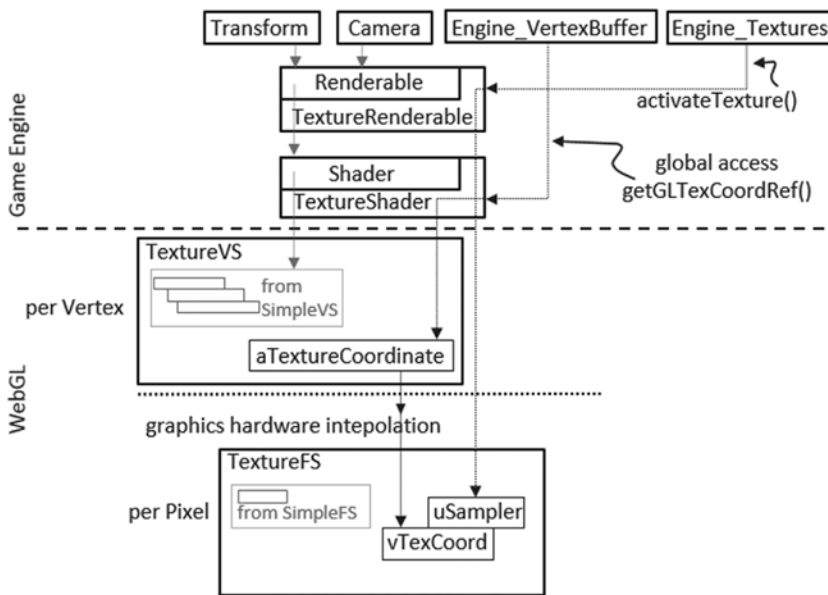 Transform
Camera
Engine_VertexBuffer
Engine_Textures
Renderable
TextureRenderable
activateTexture()
Shader
TextureShader
global access
getGLTexCoordRef()
Game Engine
TextureVS
from
SimpleVS
per Vertex
aTextureCoordinate
WebGL
graphics hardware intepolation
TextureFS
from SimpleFS
per Pixel
uSampler
vTexCoord